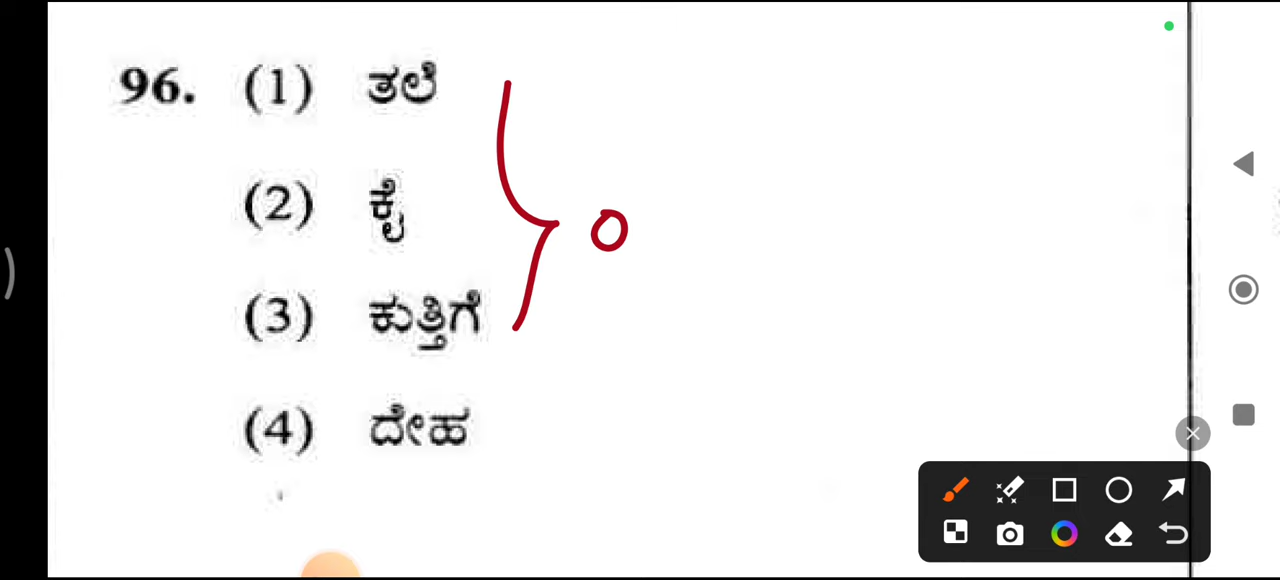 96. (1) ತಲೆ
(2) ಕೈ
(3) ಕುತ್ತಿಗೆ
(4) ದೇಹ